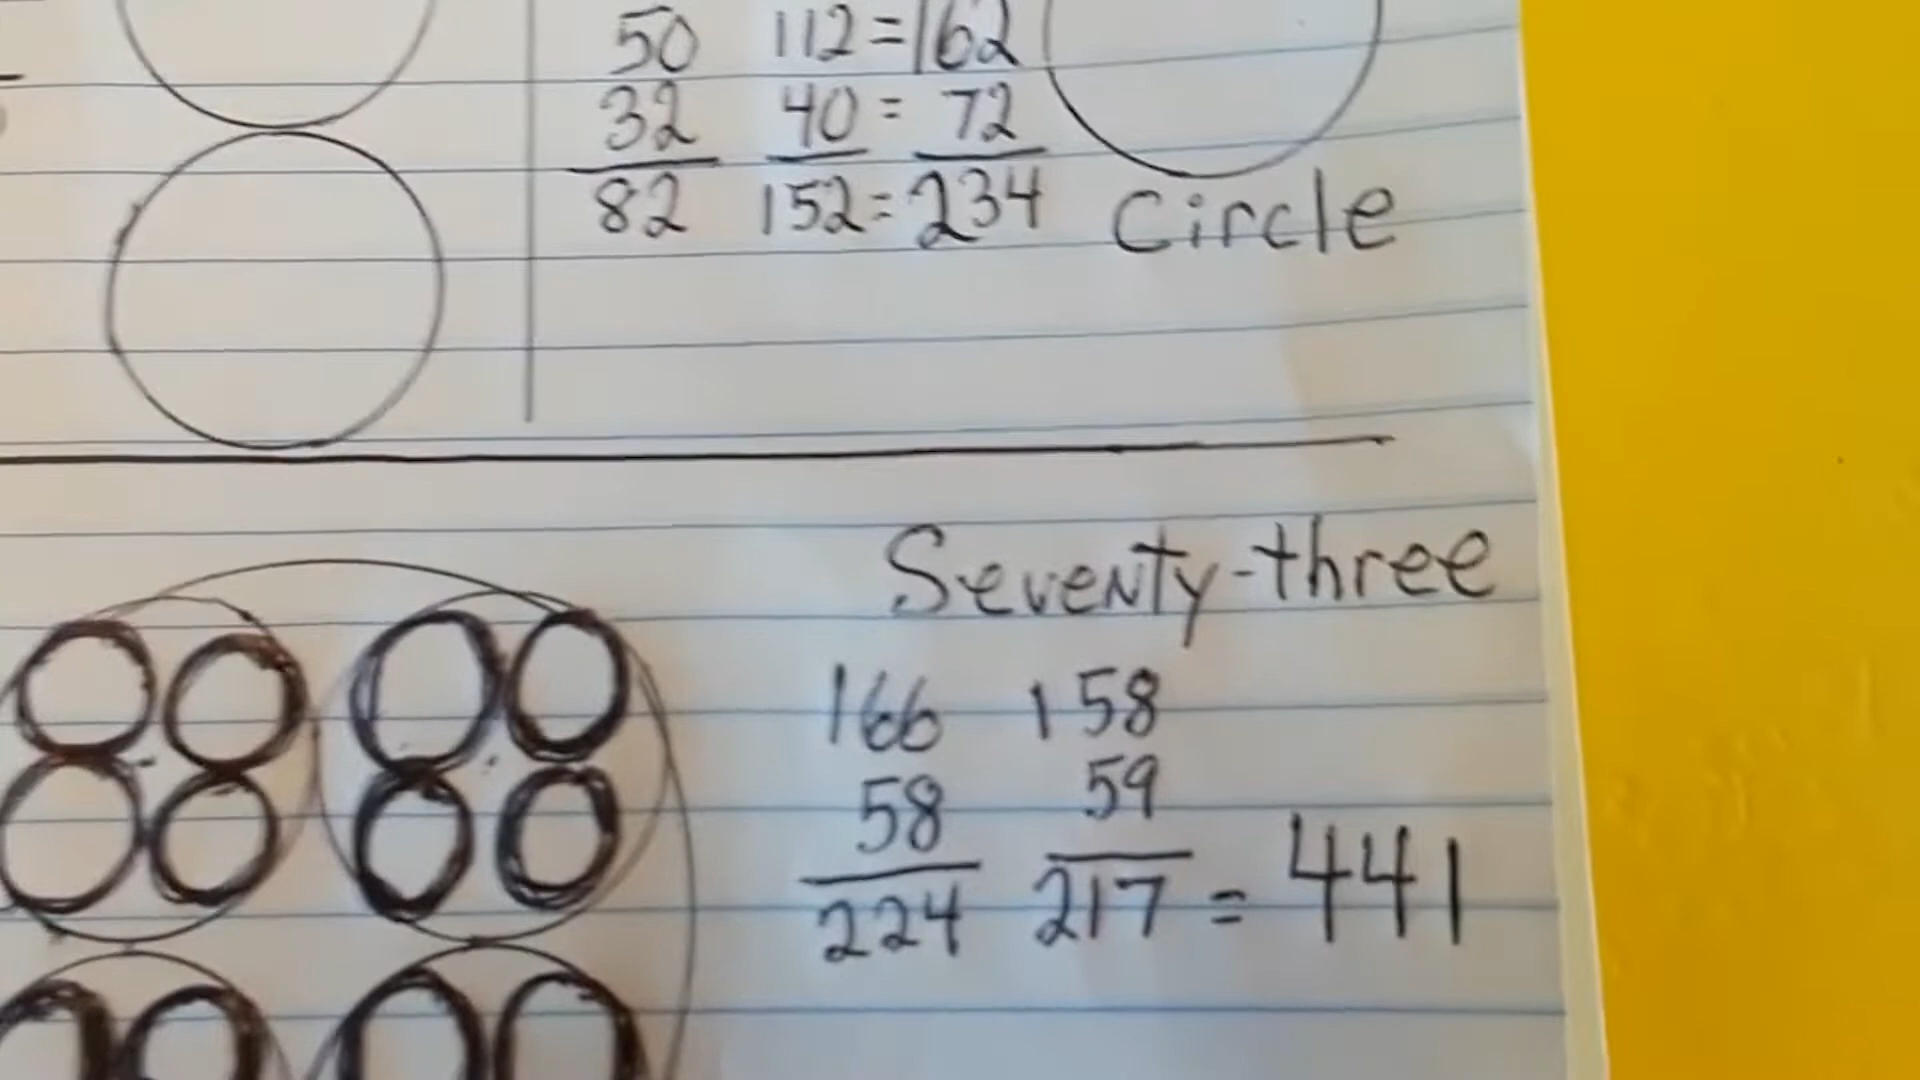 50 112=162
32 40 = 72
82 152=234
Circle
Seventy-three
166 158
58 59
224 217 = 441